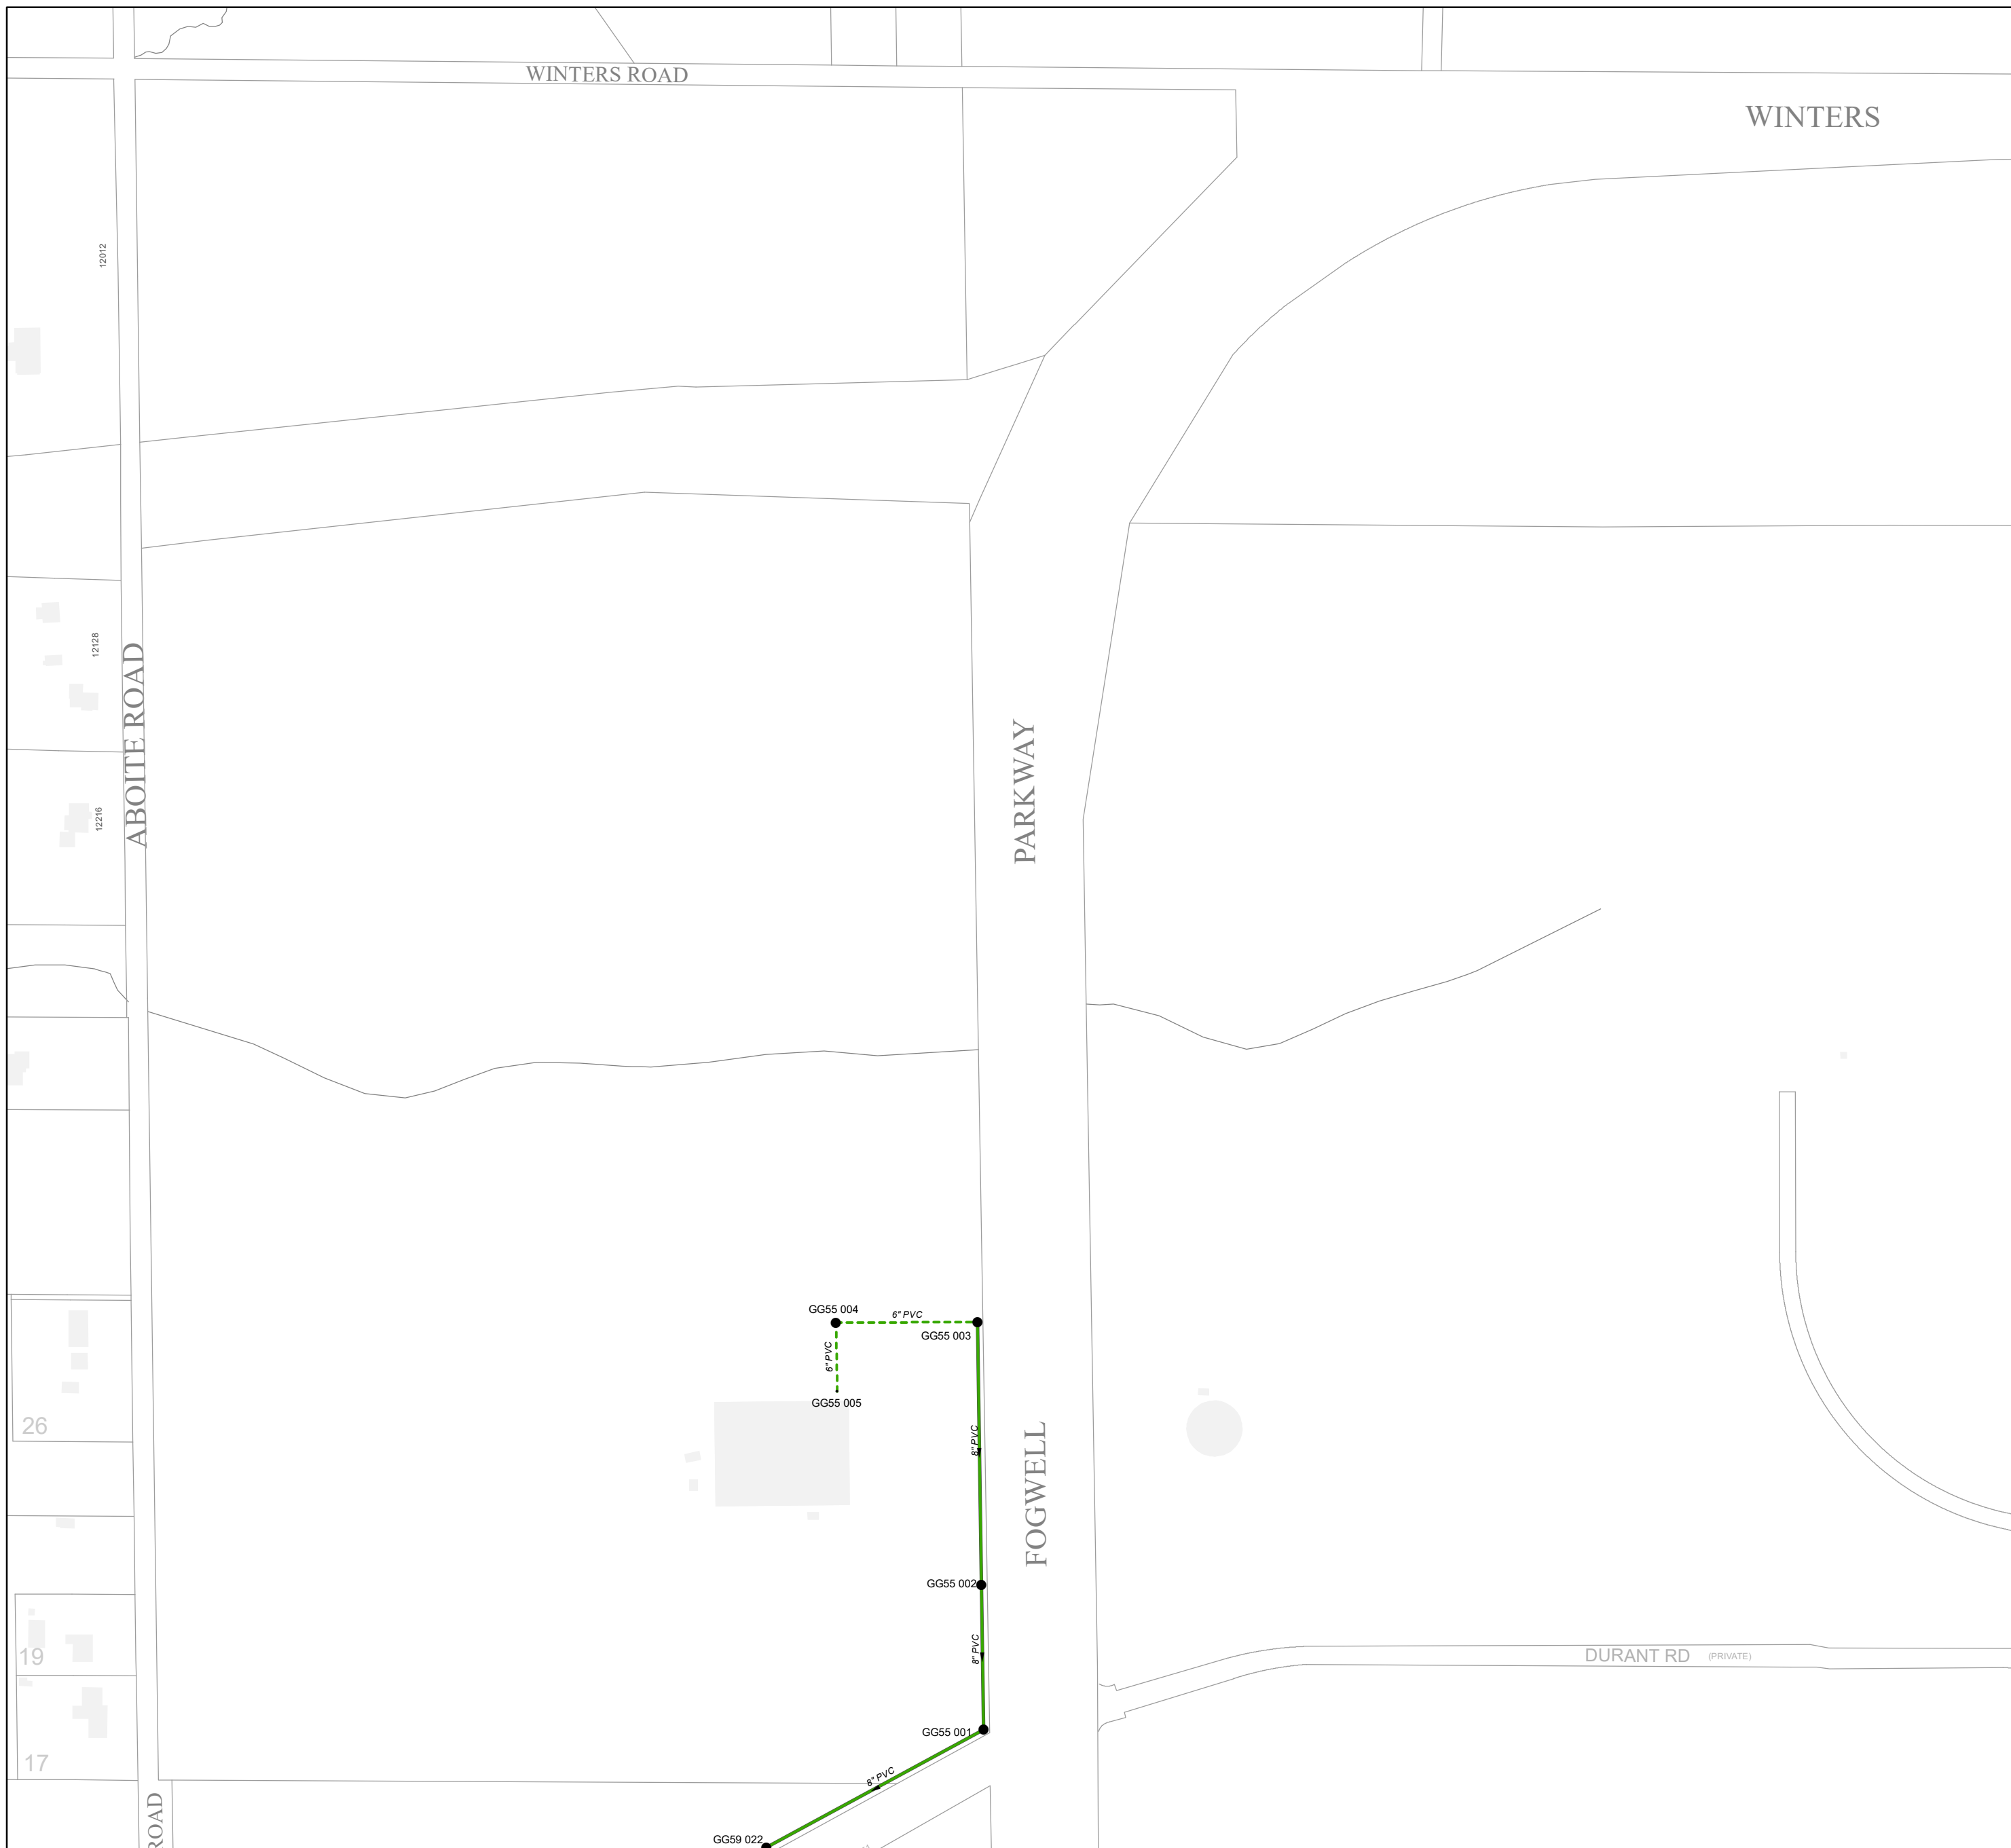 WINTERS ROAD
WINTERS
12012
12128
ABOITE ROAD
12216
PARKWAY
GG55 004
6" PVC
GG55 003
6" PVC
GG55 005
26
8" PVC
FOGWELL
GG55 002
19
8" PVC
DURANT RD (PRIVATE)
GG55 001
17
8" PVC
ROAD
GG59 022